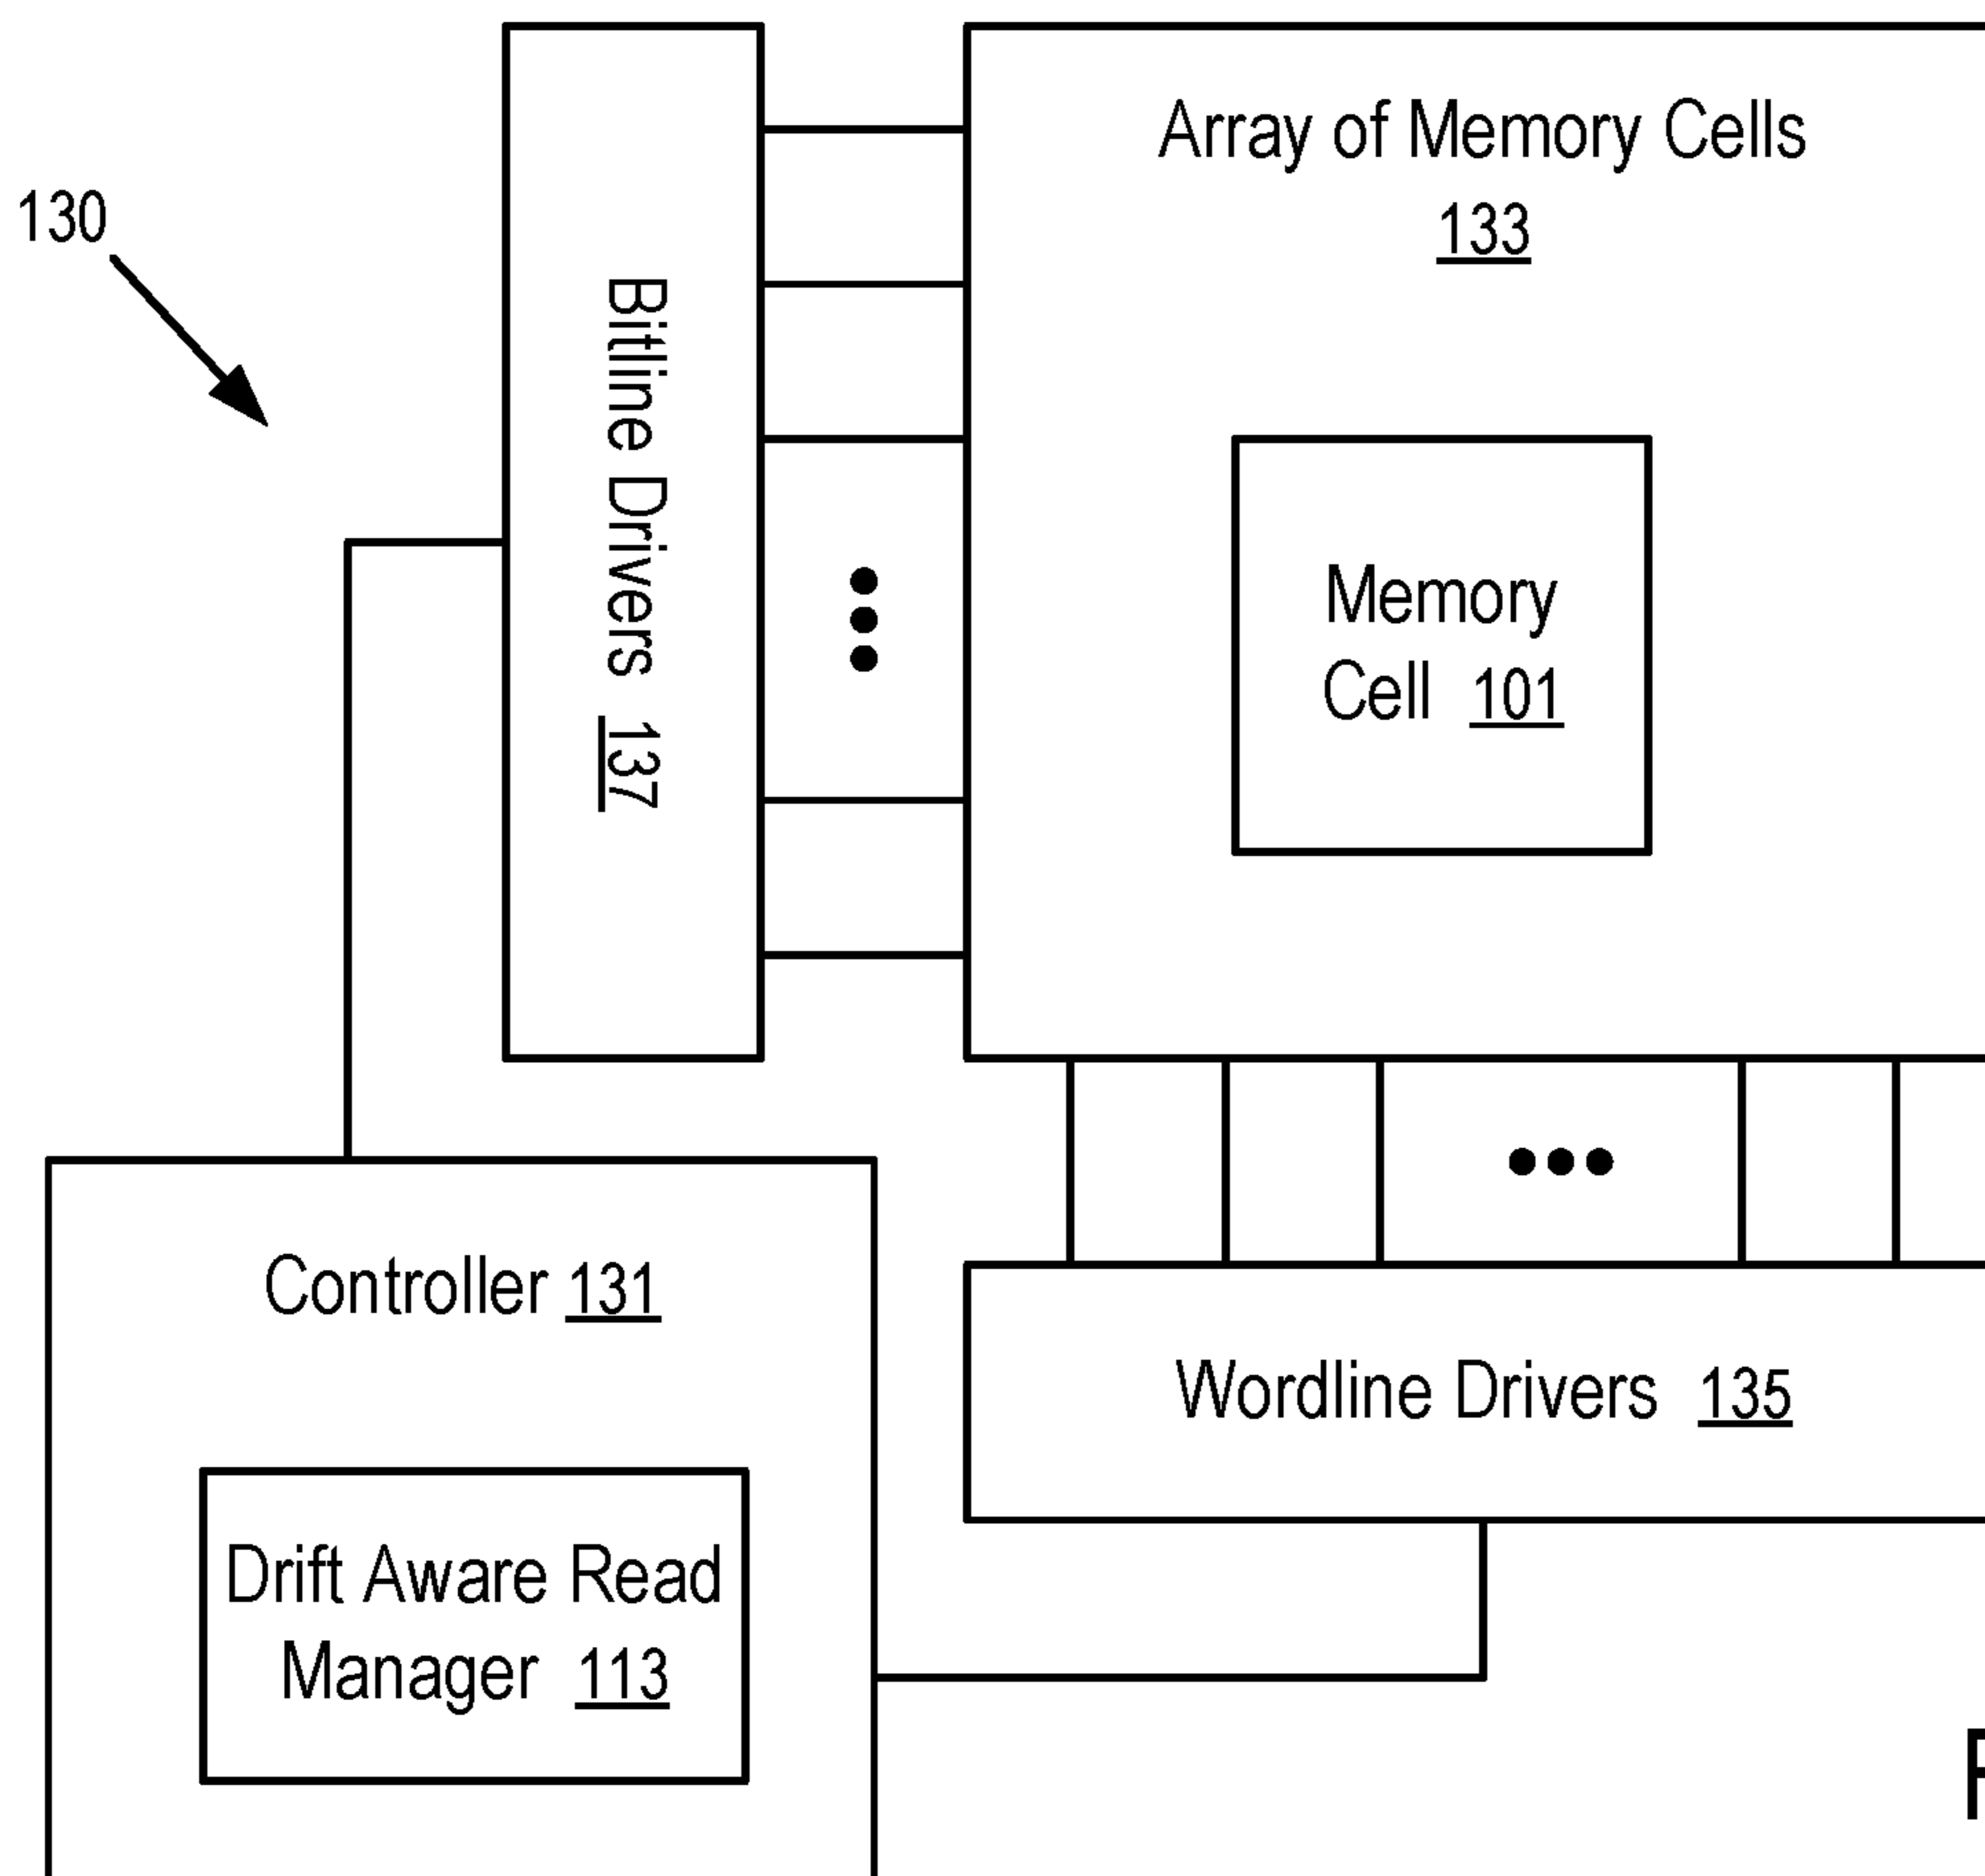 130
Bitline Drivers 137
Array of Memory Cells
133
Memory
Cell 101
Controller 131
Drift Aware Read
Manager 113
Wordline Drivers 135